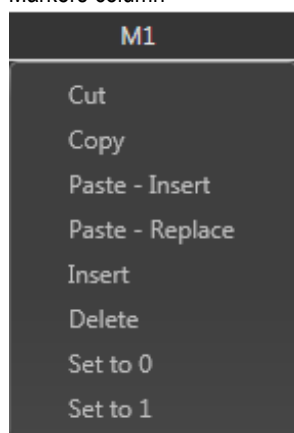 Markers column
M1
Cut
Copy
Paste - Insert
Paste - Replace
Insert
Delete
Set to 0
Set to 1